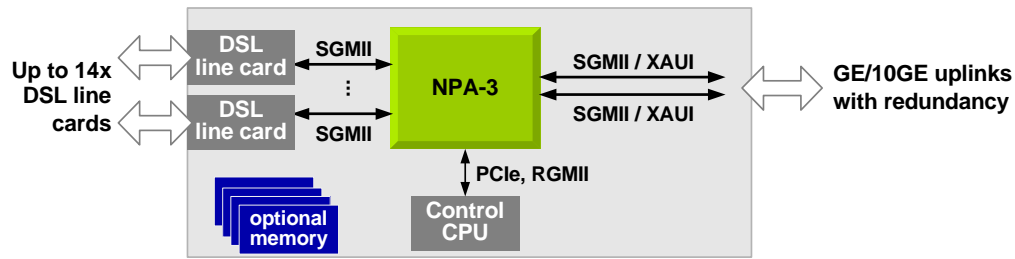 Up to 14x
DSL line
cards
DSL
line card
DSL
line card
SGMII
...
SGMII
NPA-3
SGMII / XAUI
SGMII / XAUI
GE/10GE uplinks
with redundancy
PCIe, RGMII
Control
CPU
optional
memory